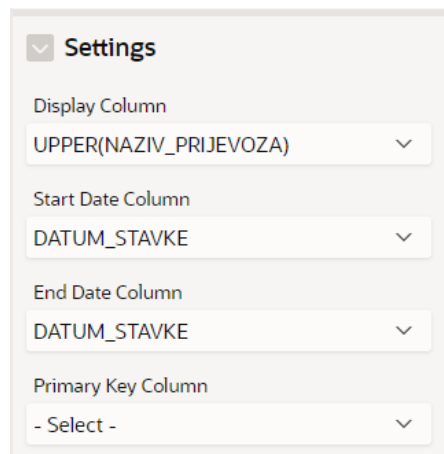 Settings
Display Column
UPPER(NAZIV_PRIJEVOZA)
Start Date Column
DATUM_STAVKE
End Date Column
DATUM_STAVKE
Primary Key Column
- Select -